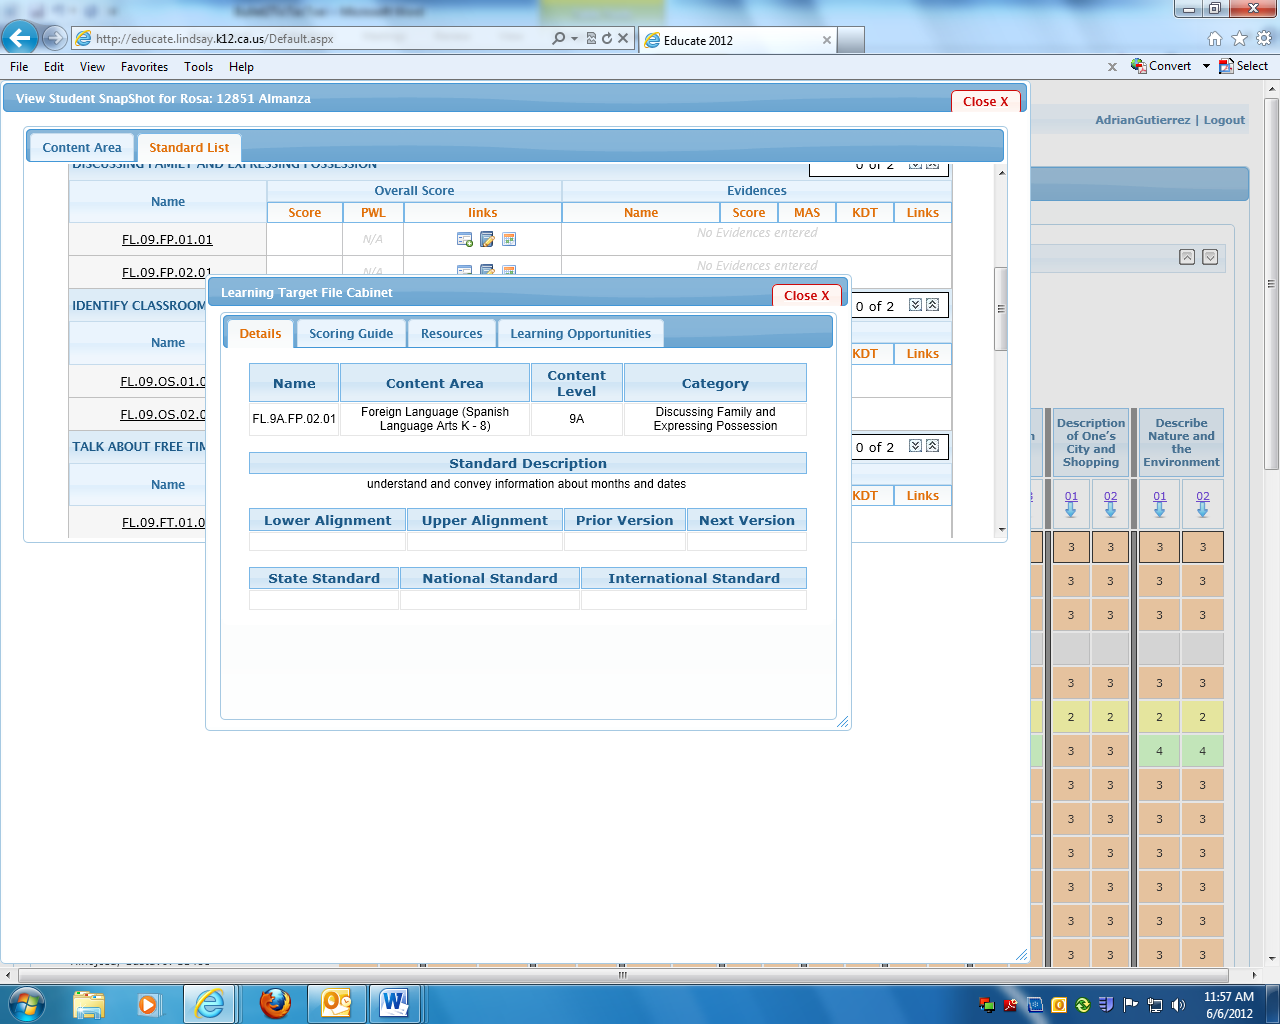 http://educate.lindsay.k12.ca.us/Default.aspx
Educate 2012
File Edit View Favorites Tools Help
x Convert Select
View Student SnapShot for Rosa: 12851 Almanza
Close X
AdrianGutierrez | Logout
Content Area Standard List
DISCUSSING FAMILY AND EXPRESSING POSSESSION 0 of 2
Name Overall Score Evidences
Score PWL links Name Score MAS KDT Links
FL.09.FP.01.01 N/A No Evidences entered
FL.09.FP.02.01 N/A No Evidences entered
IDENTIFY CLASSROOM 0 of 2
Name KDT Links
FL.09.OS.01.0
FL.09.OS.02.0
TALK ABOUT FREE TIM 0 of 2
Name KDT Links
FL.09.FT.01.0
Learning Target File Cabinet
Close X
Details Scoring Guide Resources Learning Opportunities
Name Content Area Content Level Category
FL.9A.FP.02.01 Foreign Language (Spanish Language Arts K - 8) 9A Discussing Family and Expressing Possession
Standard Description
understand and convey information about months and dates
Lower Alignment Upper Alignment Prior Version Next Version
State Standard National Standard International Standard
Description of One's City and Shopping
Describe Nature and the Environment
01 02 01 02
3 3 3 3
3 3 3 3
3 3 3 3
3 3 3 3
2 2 2 2
3 3 4 4
3 3 3 3
3 3 3 3
3 3 3 3
3 3 3 3
3 3 3 3
3 3 3 3
11:57 AM
6/6/2012